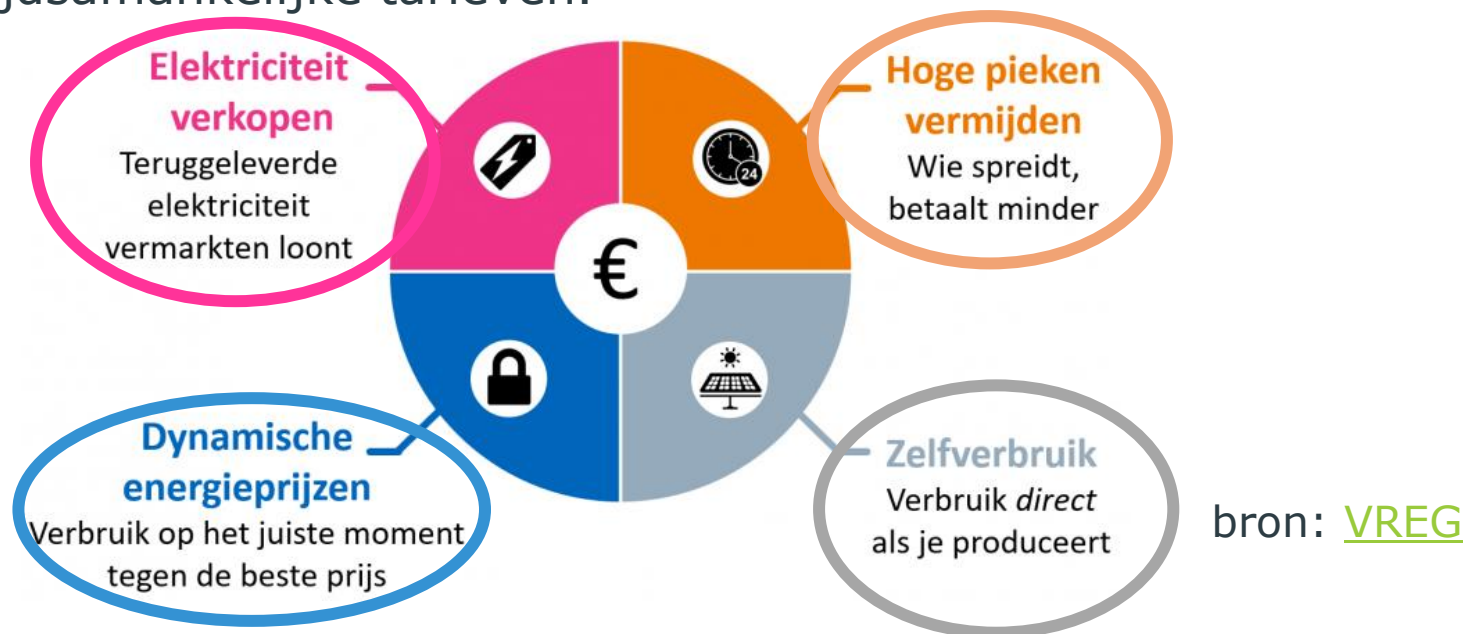 Elektriciteit
verkopen
Teruggeleverde
elektriciteit
vermarkten loont
Hoge pieken
vermijden
Wie spreidt,
betaalt minder
24
€
Dynamische
energieprijzen
Verbruik op het juiste moment
tegen de beste prijs
Zelfverbruik
Verbruik direct
als je produceert
bron: VREG